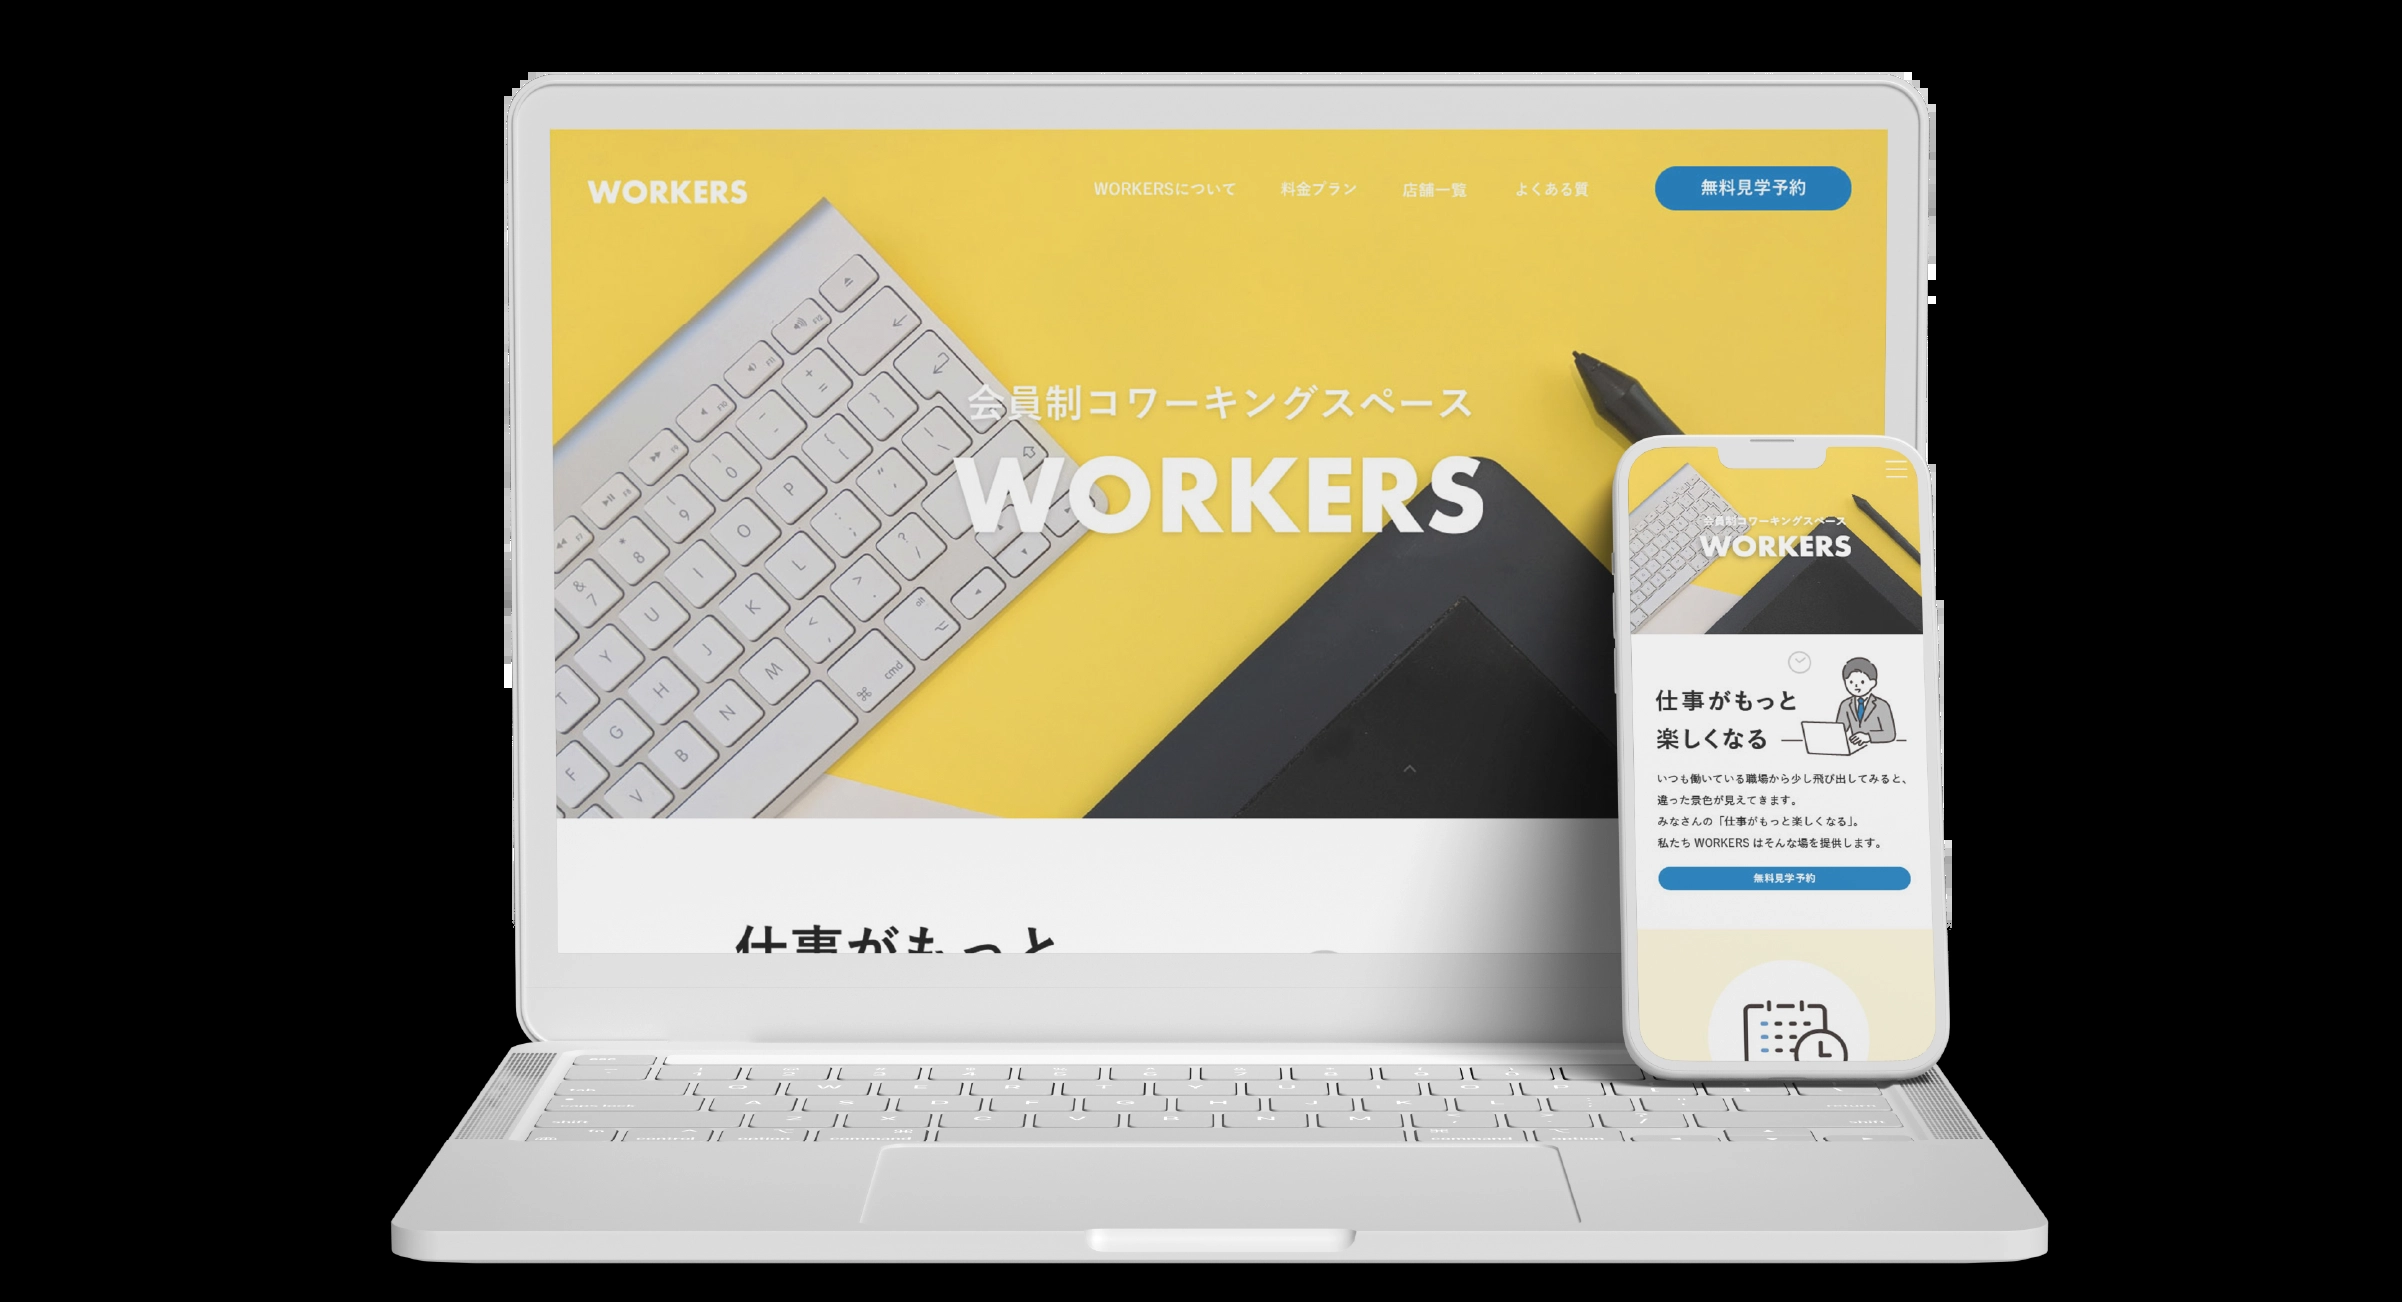 WORKERS
WORKERSについて 料金プラン 店舗一覧 よくある質
無料見学予約
会員制コワーキングスペース
WORKERS
仕事がもっと
会員制コワーキングスペース
WORKERS
仕事がもっと
楽しくなる
いつも働いている職場から少し飛び出してみると、
違った景色が見えてきます。
みなさんの「仕事がもっと楽しくなる」。
私たち WORKERS はそんな場を提供します。
無料見学予約